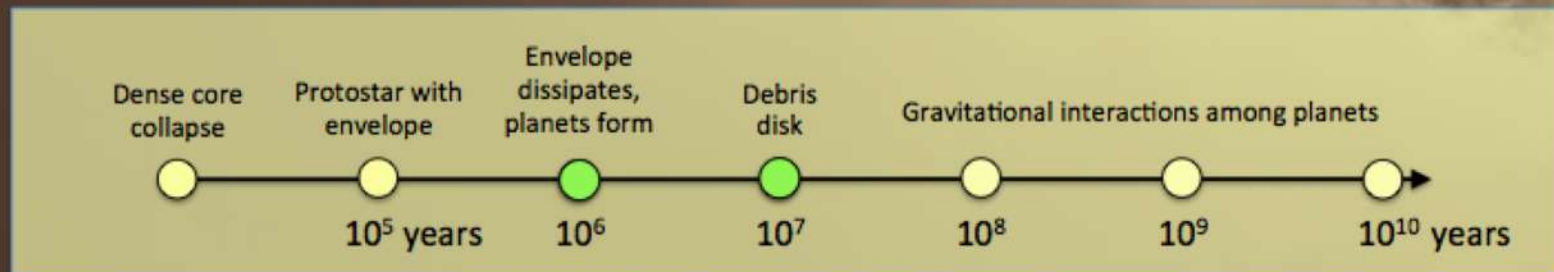 Dense core
collapse
Protostar with
envelope
Envelope
dissipates,
planets form
Debris
disk
Gravitational interactions among planets
10⁵ years
10⁶
10⁷
10⁸
10⁹
10¹⁰ years